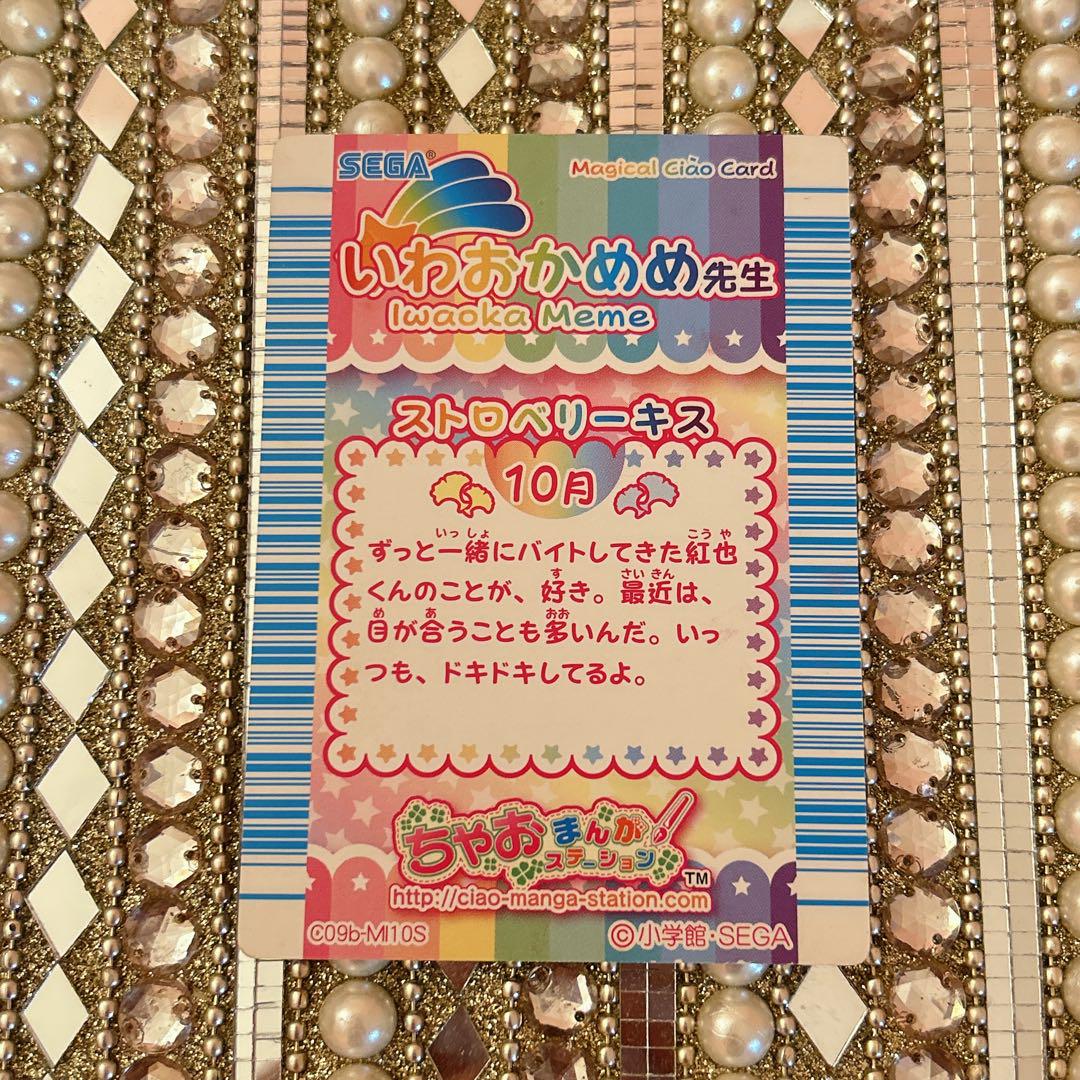 SEGA®
Magical Ciào Card
いわおかめめ先生
Iwaoka Meme
ストロベリーキス
10月
いっしょ こうや
ずっと一緒にバイトしてきた紅也
す さいきん
くんのことが、好き。最近は、
め あ おお
目が合うことも多いんだ。いっ
つも、ドキドキしてるよ。
ちゃおまんが
ステーション
TM
http://ciao-manga-station.com
C09b-MI10S
©小学館・SEGA